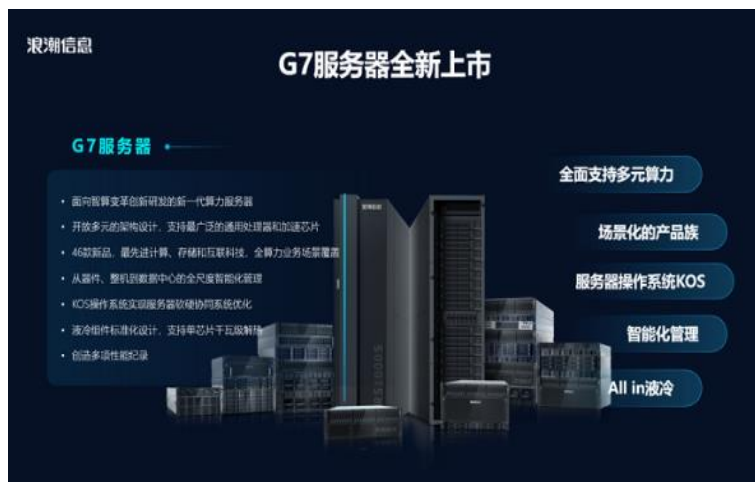 浪潮信息
G7服务器全新上市
G7服务器
面向智算变革创新研发的新一代算力服务器
开放多元的架构设计，支持最广泛的通用处理器和加速芯片
46款新品，最先进计算、存储和互联科技，全算力业务场景覆盖
从器件、整机到数据中心的全尺度智能化管理
KOS操作系统实现服务器软硬协同系统优化
液冷组件标准化设计，支持单芯片千瓦级解热
创造多项性能纪录
浪潮信息
全面支持多元算力
场景化的产品族
服务器操作系统KOS
智能化管理
All in液冷